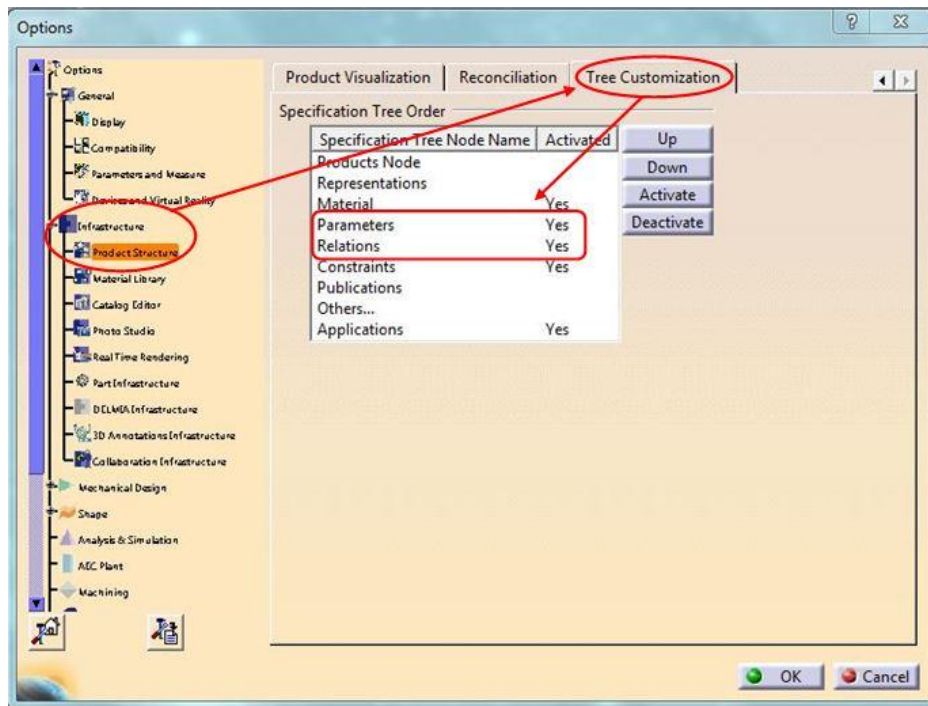 Options
Options
General
Display
Compatibility
Parameters and Measure
Devices and Virtual Reality
Infrastructure
Product Structure
Material Library
Catalog Editor
Photo Studio
Real Time Rendering
Part Infrastructure
DELMIA Infrastructure
3D Annotations Infrastructure
Collaboration Infrastructure
Mechanical Design
Shape
Analysis & Simulation
AEC Plant
Machining
Product Visualization Reconciliation Tree Customization
Specification Tree Order
Specification Tree Node Name Activated
Products Node
Representations
Material Yes
Parameters Yes
Relations Yes
Constraints Yes
Publications
Others...
Applications Yes
Up
Down
Activate
Deactivate
OK Cancel